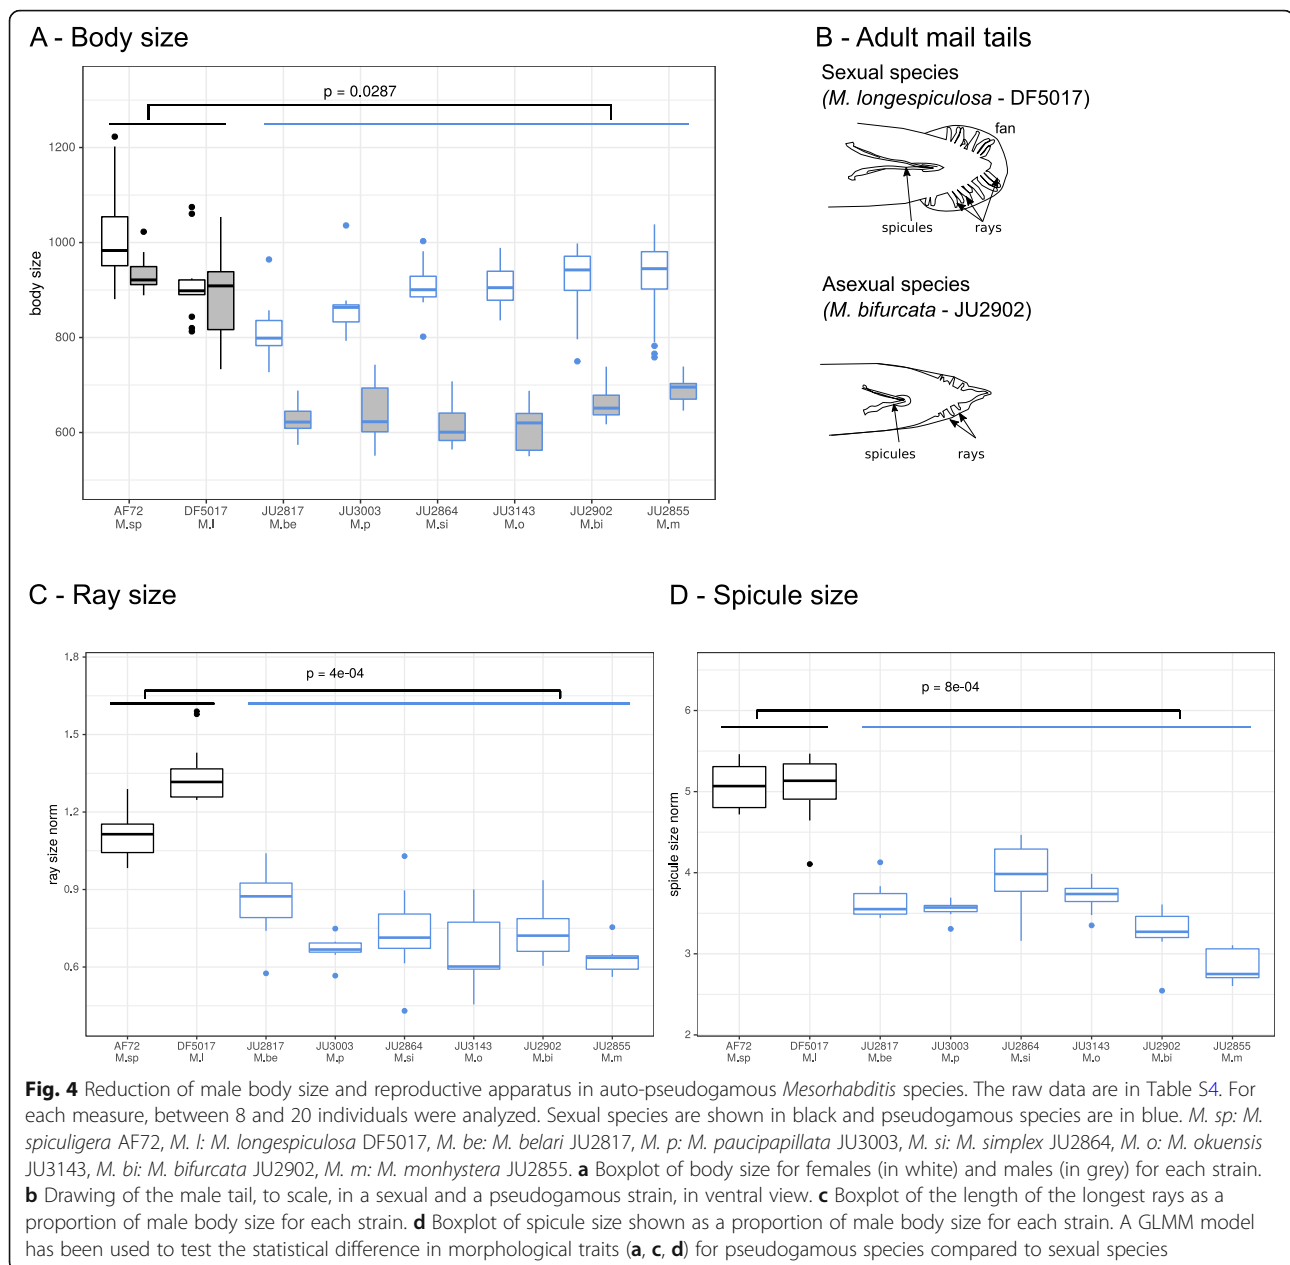 A - Body size
p = 0.0287
body size
1200
1000
800
600
AF72 DF5017 JU2817 JU3003 JU2864 JU3143 JU2902 JU2855
M.sp M.l M.be M.p M.si M.o M.bi M.m
B - Adult mail tails
Sexual species
(M. longespiculosa - DF5017)
fan
spicules rays
Asexual species
(M. bifurcata - JU2902)
spicules rays
C - Ray size
p = 4e-04
ray size norm
1.8
1.5
1.2
0.9
0.6
AF72 DF5017 JU2817 JU3003 JU2864 JU3143 JU2902 JU2855
M.sp M.l M.be M.p M.si M.o M.bi M.m
D - Spicule size
p = 8e-04
spicule size norm
6
5
4
3
2
AF72 DF5017 JU2817 JU3003 JU2864 JU3143 JU2902 JU2855
M.sp M.l M.be M.p M.si M.o M.bi M.m
Fig. 4 Reduction of male body size and reproductive apparatus in auto-pseudogamous Mesorhabditis species. The raw data are in Table S4. For
each measure, between 8 and 20 individuals were analyzed. Sexual species are shown in black and pseudogamous species are in blue. M. sp: M.
spiculigera AF72, M. l: M. longespiculosa DF5017, M. be: M. belari JU2817, M. p: M. paucipapillata JU3003, M. si: M. simplex JU2864, M. o: M. okuensis
JU3143, M. bi: M. bifurcata JU2902, M. m: M. monhystera JU2855. a Boxplot of body size for females (in white) and males (in grey) for each strain.
b Drawing of the male tail, to scale, in a sexual and a pseudogamous strain, in ventral view. c Boxplot of the length of the longest rays as a
proportion of male body size for each strain. d Boxplot of spicule size shown as a proportion of male body size for each strain. A GLMM model
has been used to test the statistical difference in morphological traits (a, c, d) for pseudogamous species compared to sexual species